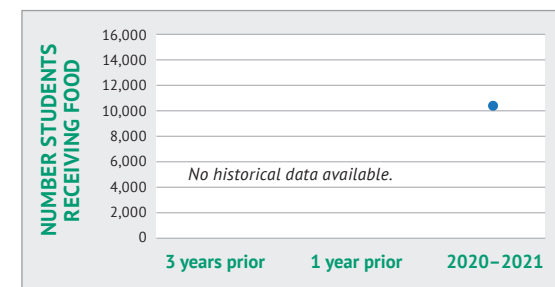 NUMBER STUDENTS
RECEIVING FOOD
16,000
14,000
12,000
10,000
8,000
6,000
4,000
2,000
0
No historical data available.
3 years prior
1 year prior
2020–2021